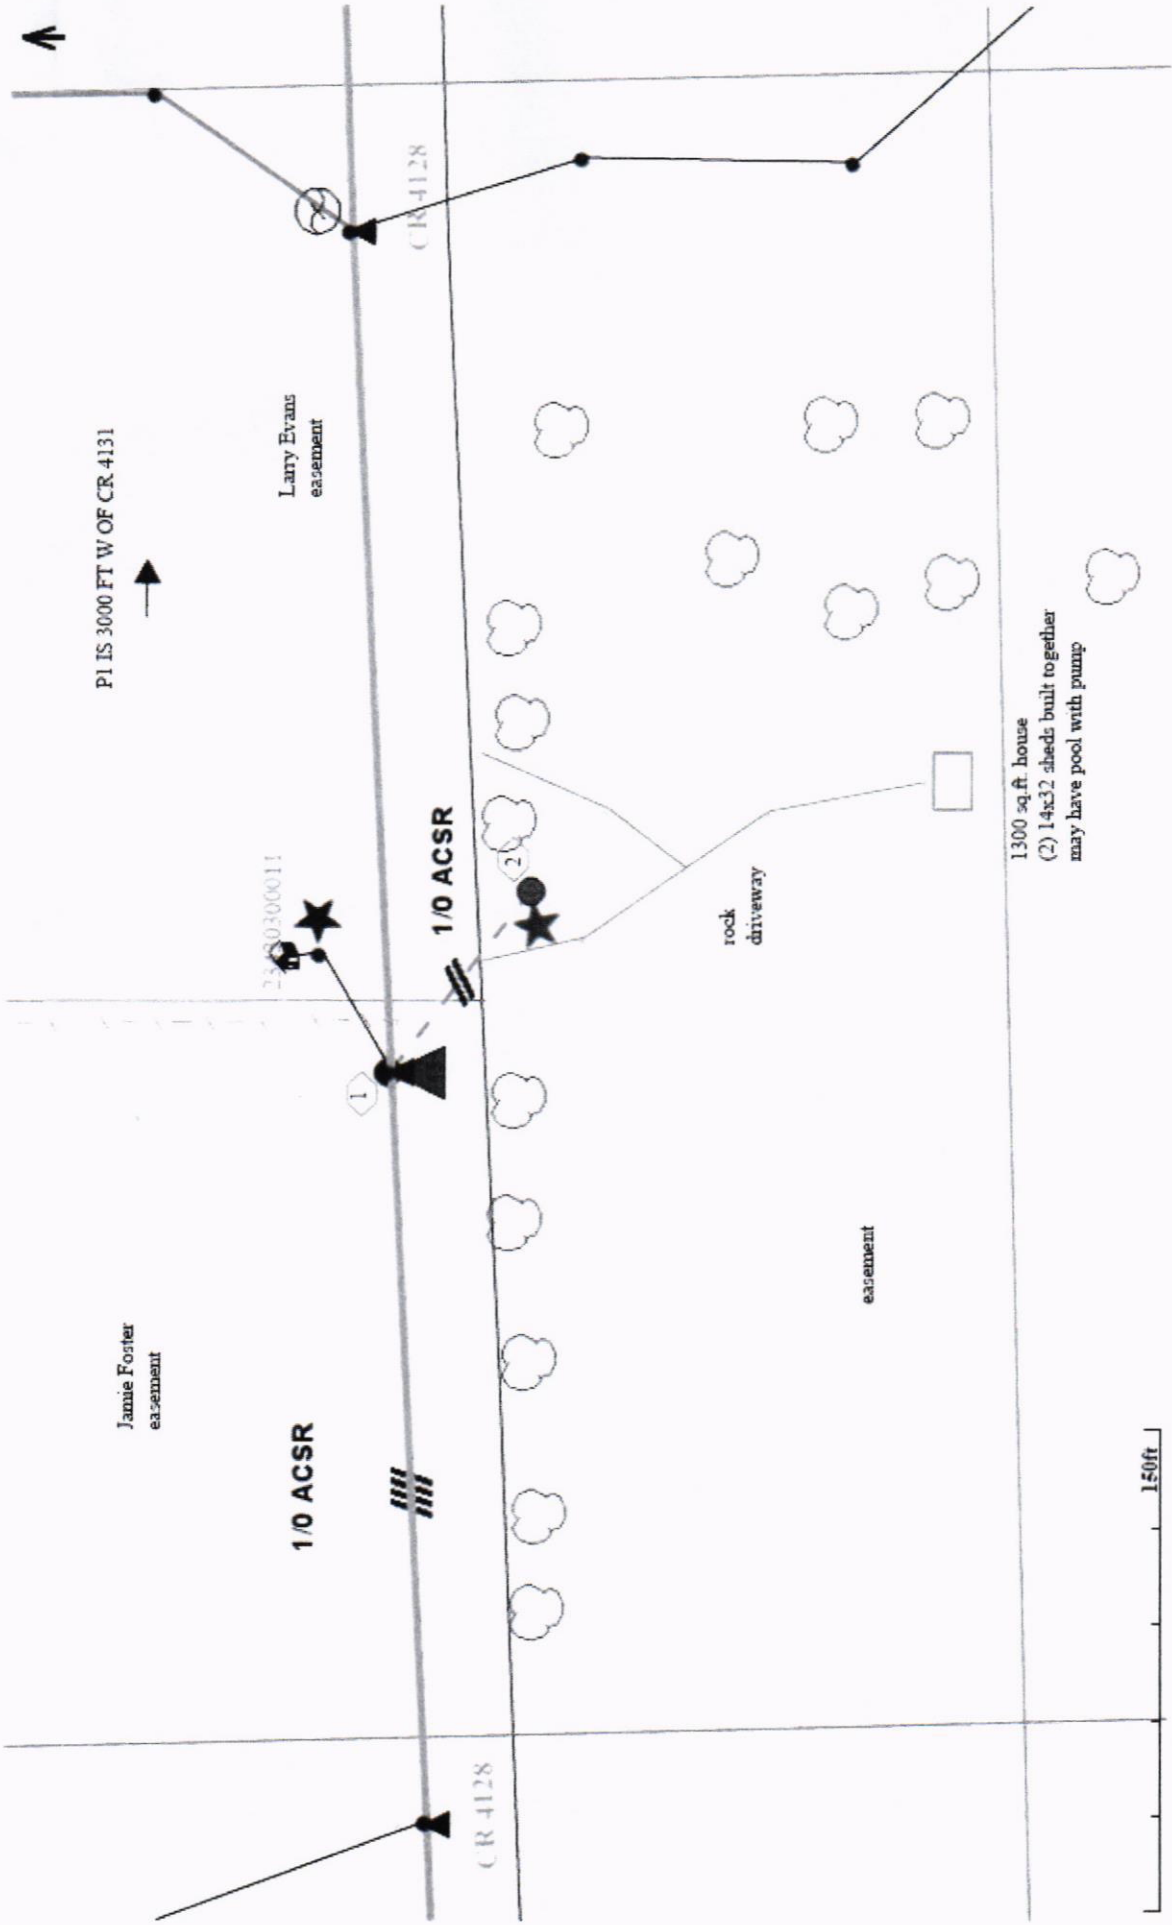 P1 IS 3000 FT W OF CR 4131
Larry Evans
easement
CR 4128
Jamie Foster
easement
1/0 ACSR
1
1/0 ACSR
2
rock
driveway
1300 sq.ft. house
(2) 14x32 sheds built together
may have pool with pump
easement
CR 4128
150ft